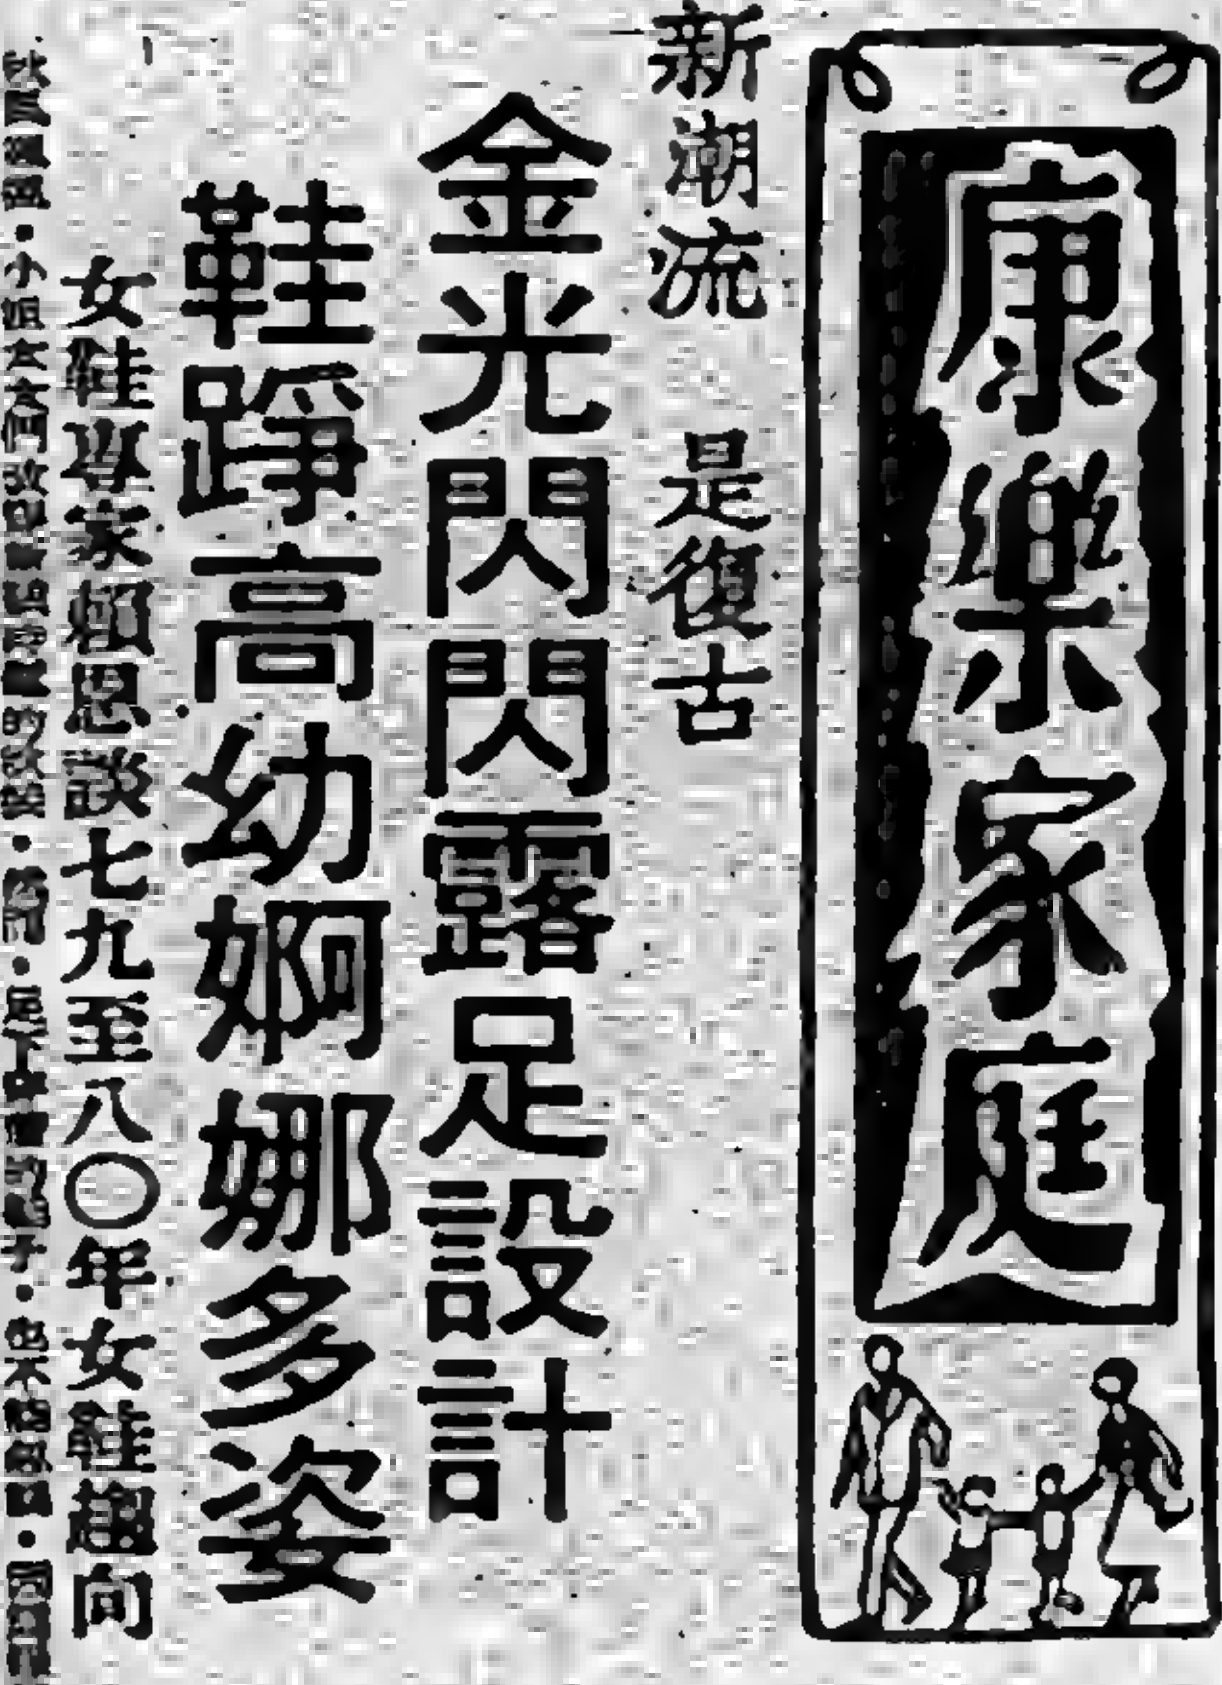 康樂家庭
新潮流 是復古
金光閃閃露足設計
鞋踭高幼婀娜多姿
女鞋專家賴恩談七九至八〇年女鞋趨向